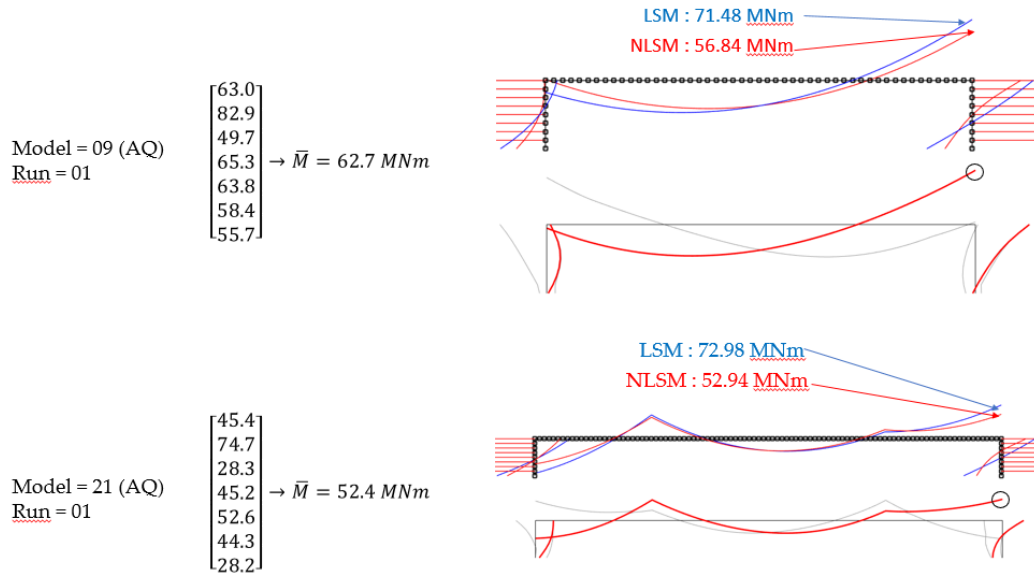 LSM : 71.48 MNm
NLSM : 56.84 MNm
Model = 09 (AQ)
Run = 01
63.0
82.9
49.7
65.3
63.8
58.4
55.7
→ M̅ = 62.7 MNm
LSM : 72.98 MNm
NLSM : 52.94 MNm
Model = 21 (AQ)
Run = 01
45.4
74.7
28.3
45.2
52.6
44.3
28.2
→ M̅ = 52.4 MNm